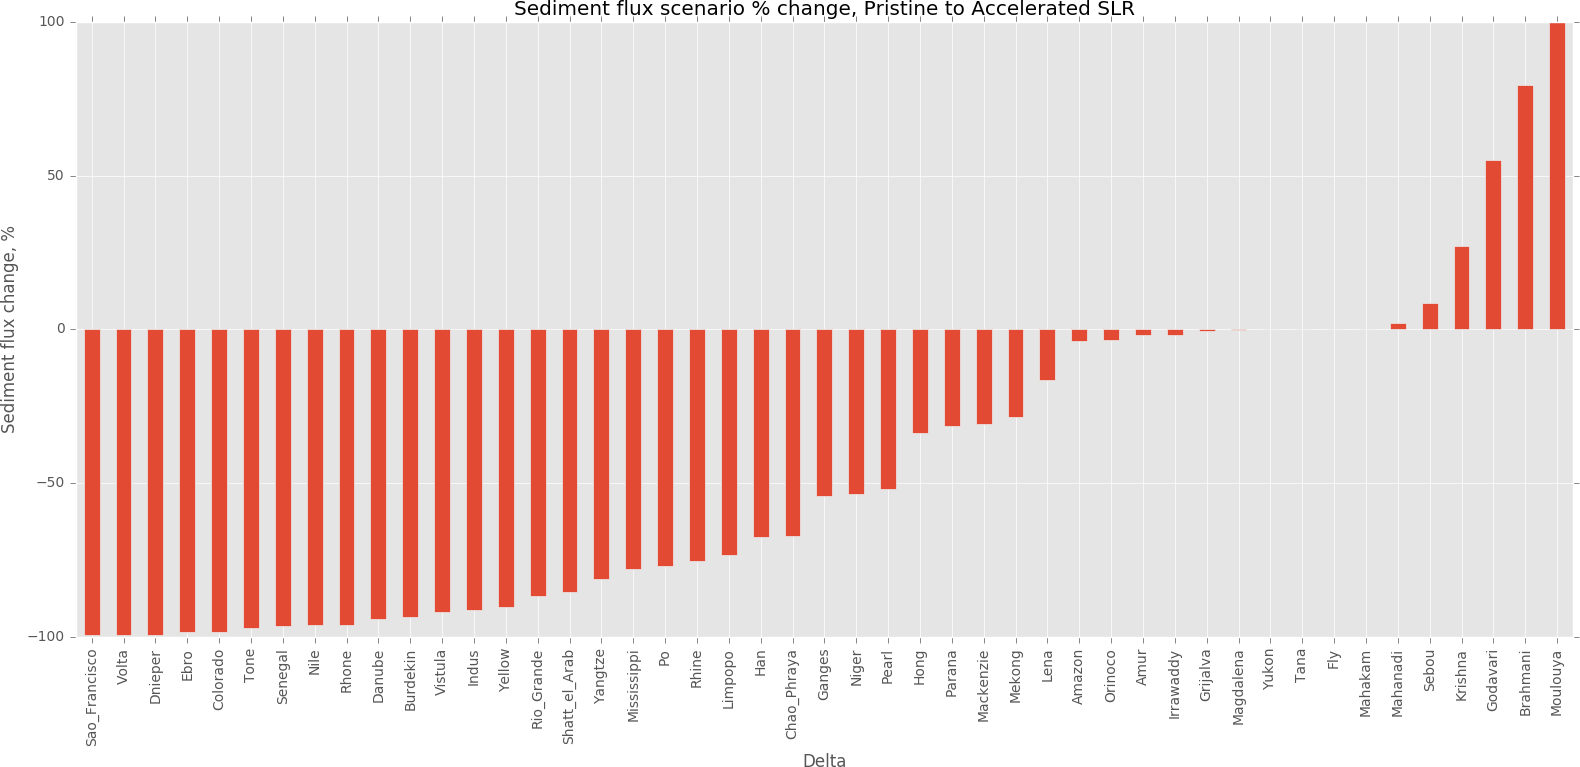 Sediment flux scenario % change, Pristine to Accelerated SLR
Sediment flux change, %
100
50
0
−50
−100
Sao_Francisco
Volta
Dnieper
Ebro
Colorado
Tone
Senegal
Nile
Rhone
Danube
Burdekin
Vistula
Indus
Yellow
Rio_Grande
Shatt_el_Arab
Yangtze
Mississippi
Po
Rhine
Limpopo
Han
Chao_Phraya
Ganges
Niger
Pearl
Hong
Parana
Mackenzie
Mekong
Lena
Amazon
Orinoco
Amur
Irrawaddy
Grijalva
Magdalena
Yukon
Tana
Fly
Mahakam
Mahanadi
Sebou
Krishna
Godavari
Brahmani
Moulouya
Delta